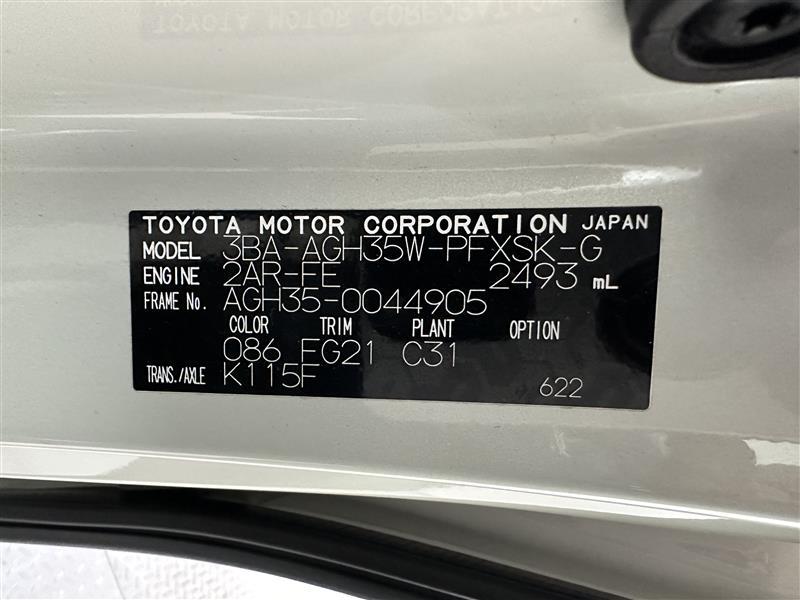 TOYOTA MOTOR CORPORATION JAPAN
MODEL 3BA-AGH35W-PFXSK-G
ENGINE 2AR-FE 2493 mL
FRAME No. AGH35-0044905
COLOR TRIM PLANT OPTION
086 FG21 C31
TRANS./AXLE K115F 622